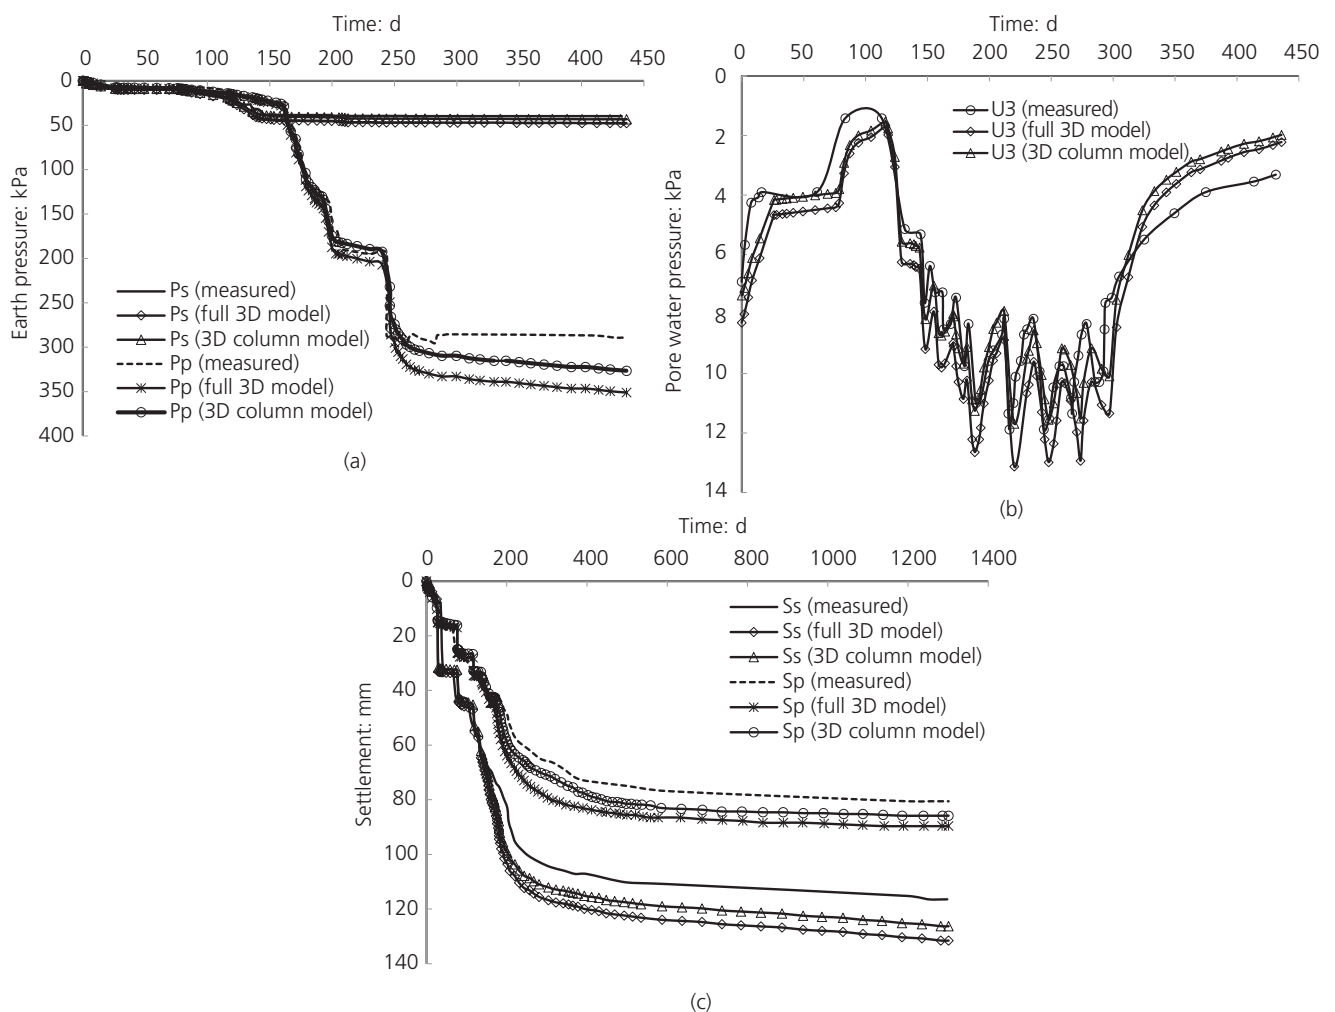 Time: d
0 50 100 150 200 250 300 350 400 450
0
50
100
150
200
250
300
350
400
Earth pressure: kPa
Ps (measured)
Ps (full 3D model)
Ps (3D column model)
Pp (measured)
Pp (full 3D model)
Pp (3D column model)
(a)
Time: d
0 50 100 150 200 250 300 350 400 450
0
2
4
6
8
10
12
14
Pore water pressure: kPa
U3 (measured)
U3 (full 3D model)
U3 (3D column model)
(b)
Time: d
0 200 400 600 800 1000 1200 1400
0
20
40
60
80
100
120
140
Settlement: mm
Ss (measured)
Ss (full 3D model)
Ss (3D column model)
Sp (measured)
Sp (full 3D model)
Sp (3D column model)
(c)